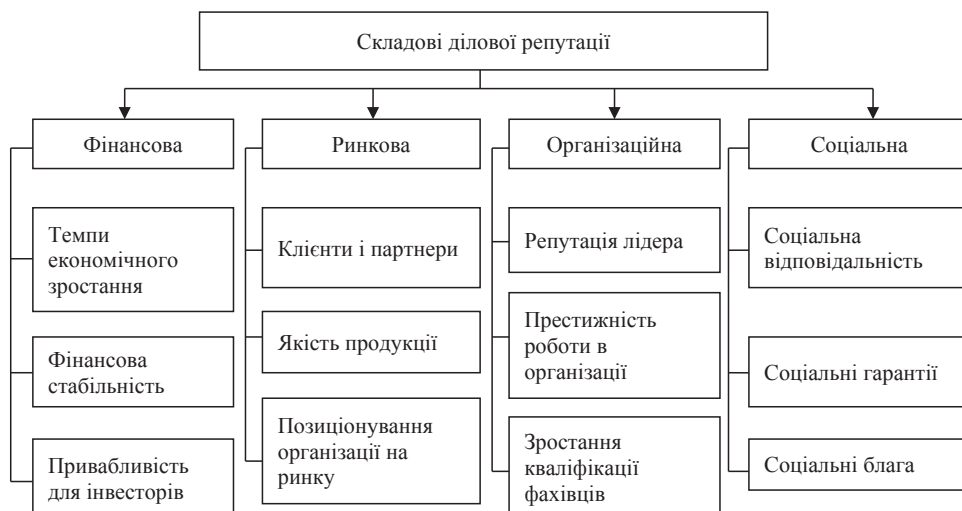 Складові ділової репутації
Фінансова
Ринкова
Організаційна
Соціальна
Темпи
економічного
зростання
Фінансова
стабільність
Привабливість
для інвесторів
Клієнти і партнери
Якість продукції
Позиціонування
організації на
ринку
Репутація лідера
Престижність
роботи в
організації
Зростання
кваліфікації
фахівців
Соціальна
відповідальність
Соціальні гарантії
Соціальні блага